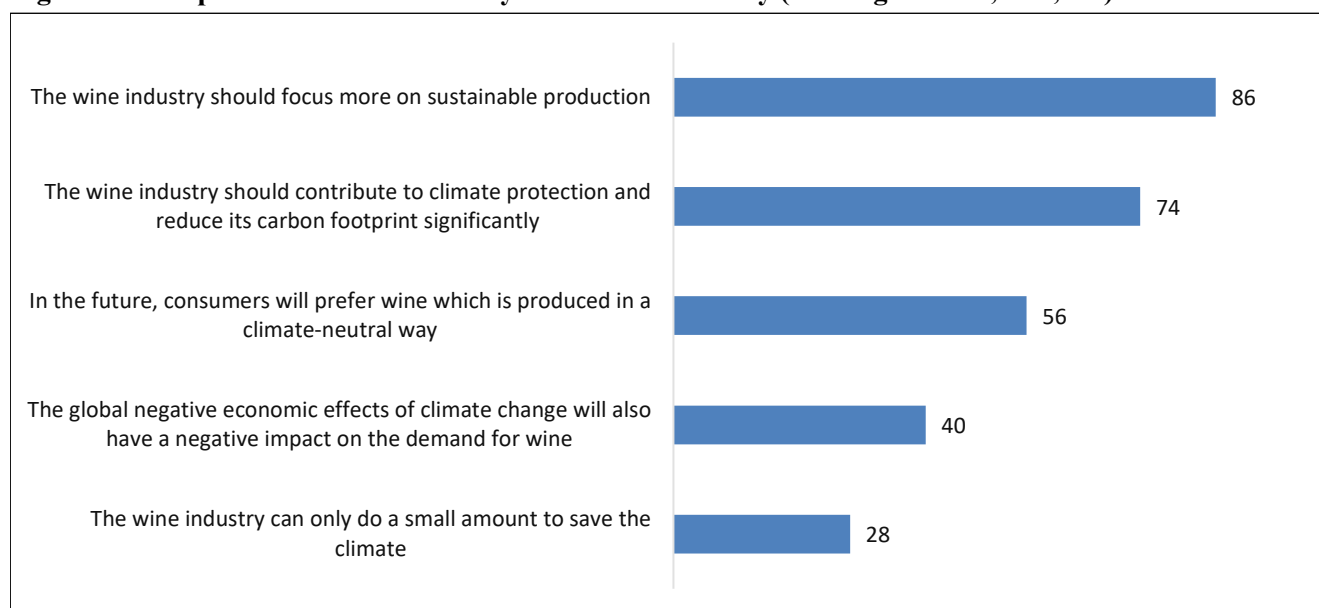 The wine industry should focus more on sustainable production
86
The wine industry should contribute to climate protection and
reduce its carbon footprint significantly
74
In the future, consumers will prefer wine which is produced in a
climate-neutral way
56
The global negative economic effects of climate change will also
have a negative impact on the demand for wine
40
The wine industry can only do a small amount to save the
climate
28